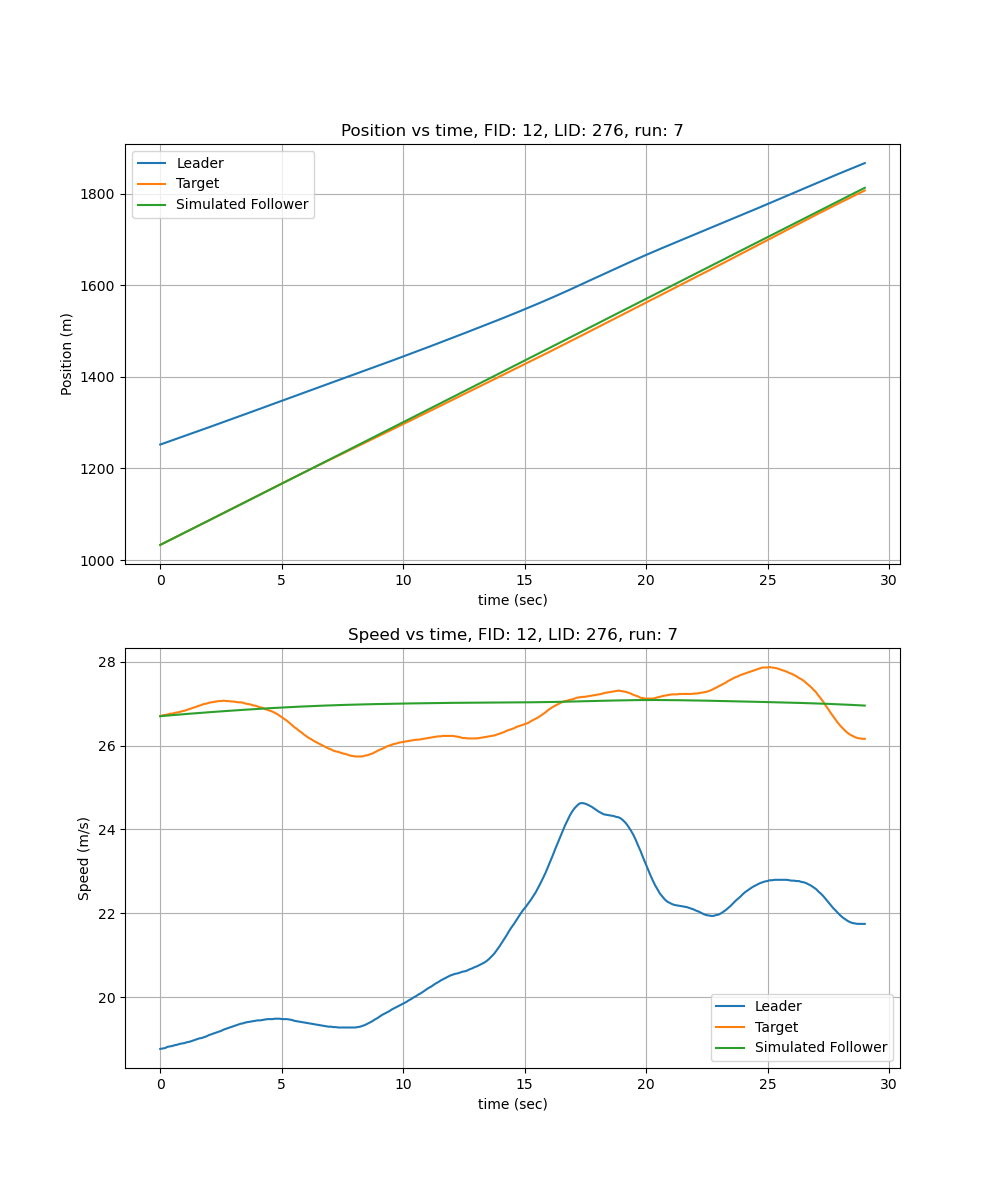 Position vs time, FID: 12, LID: 276, run: 7
Leader
Target
Simulated Follower
1800
1600
1400
1200
1000
Position (m)
0 5 10 15 20 25 30
time (sec)
Speed vs time, FID: 12, LID: 276, run: 7
28
26
24
22
20
Speed (m/s)
Leader
Target
Simulated Follower
0 5 10 15 20 25 30
time (sec)